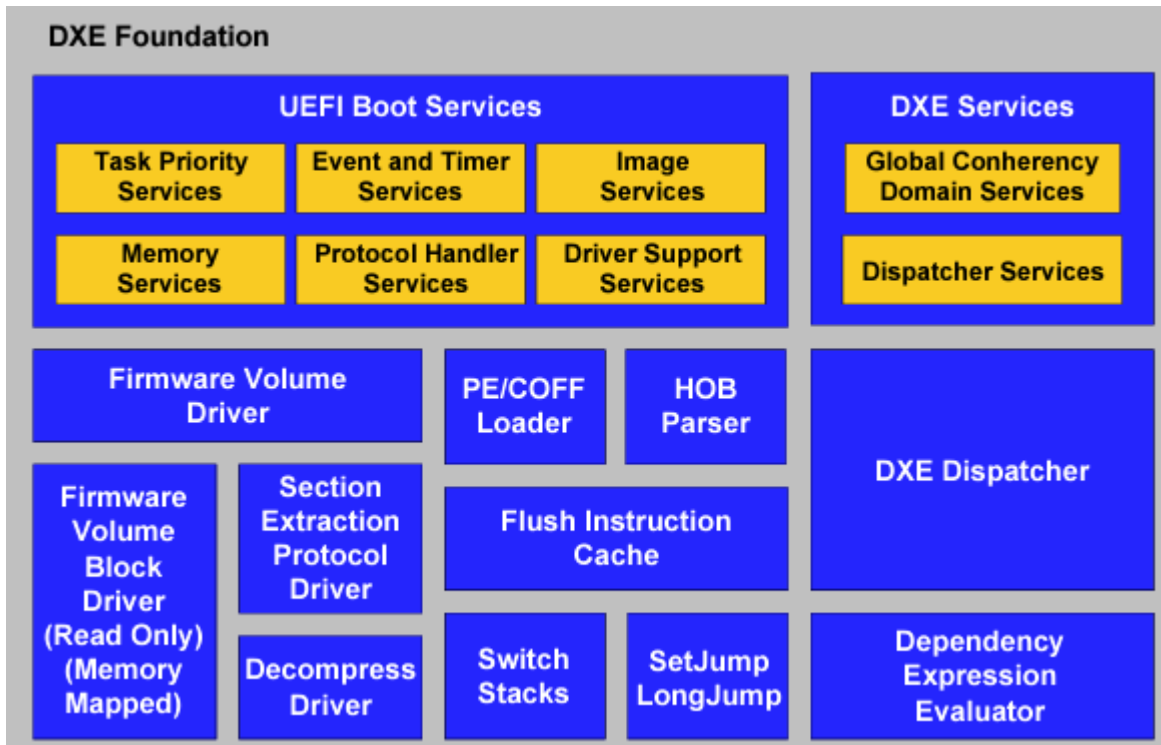 DXE Foundation
UEFI Boot Services
Task Priority
Services
Event and Timer
Services
Image
Services
Memory
Services
Protocol Handler
Services
Driver Support
Services
DXE Services
Global Conherency
Domain Services
Dispatcher Services
Firmware Volume
Driver
PE/COFF
Loader
HOB
Parser
DXE Dispatcher
Firmware
Volume
Block
Driver
(Read Only)
(Memory
Mapped)
Section
Extraction
Protocol
Driver
Flush Instruction
Cache
Decompress
Driver
Switch
Stacks
SetJump
LongJump
Dependency
Expression
Evaluator